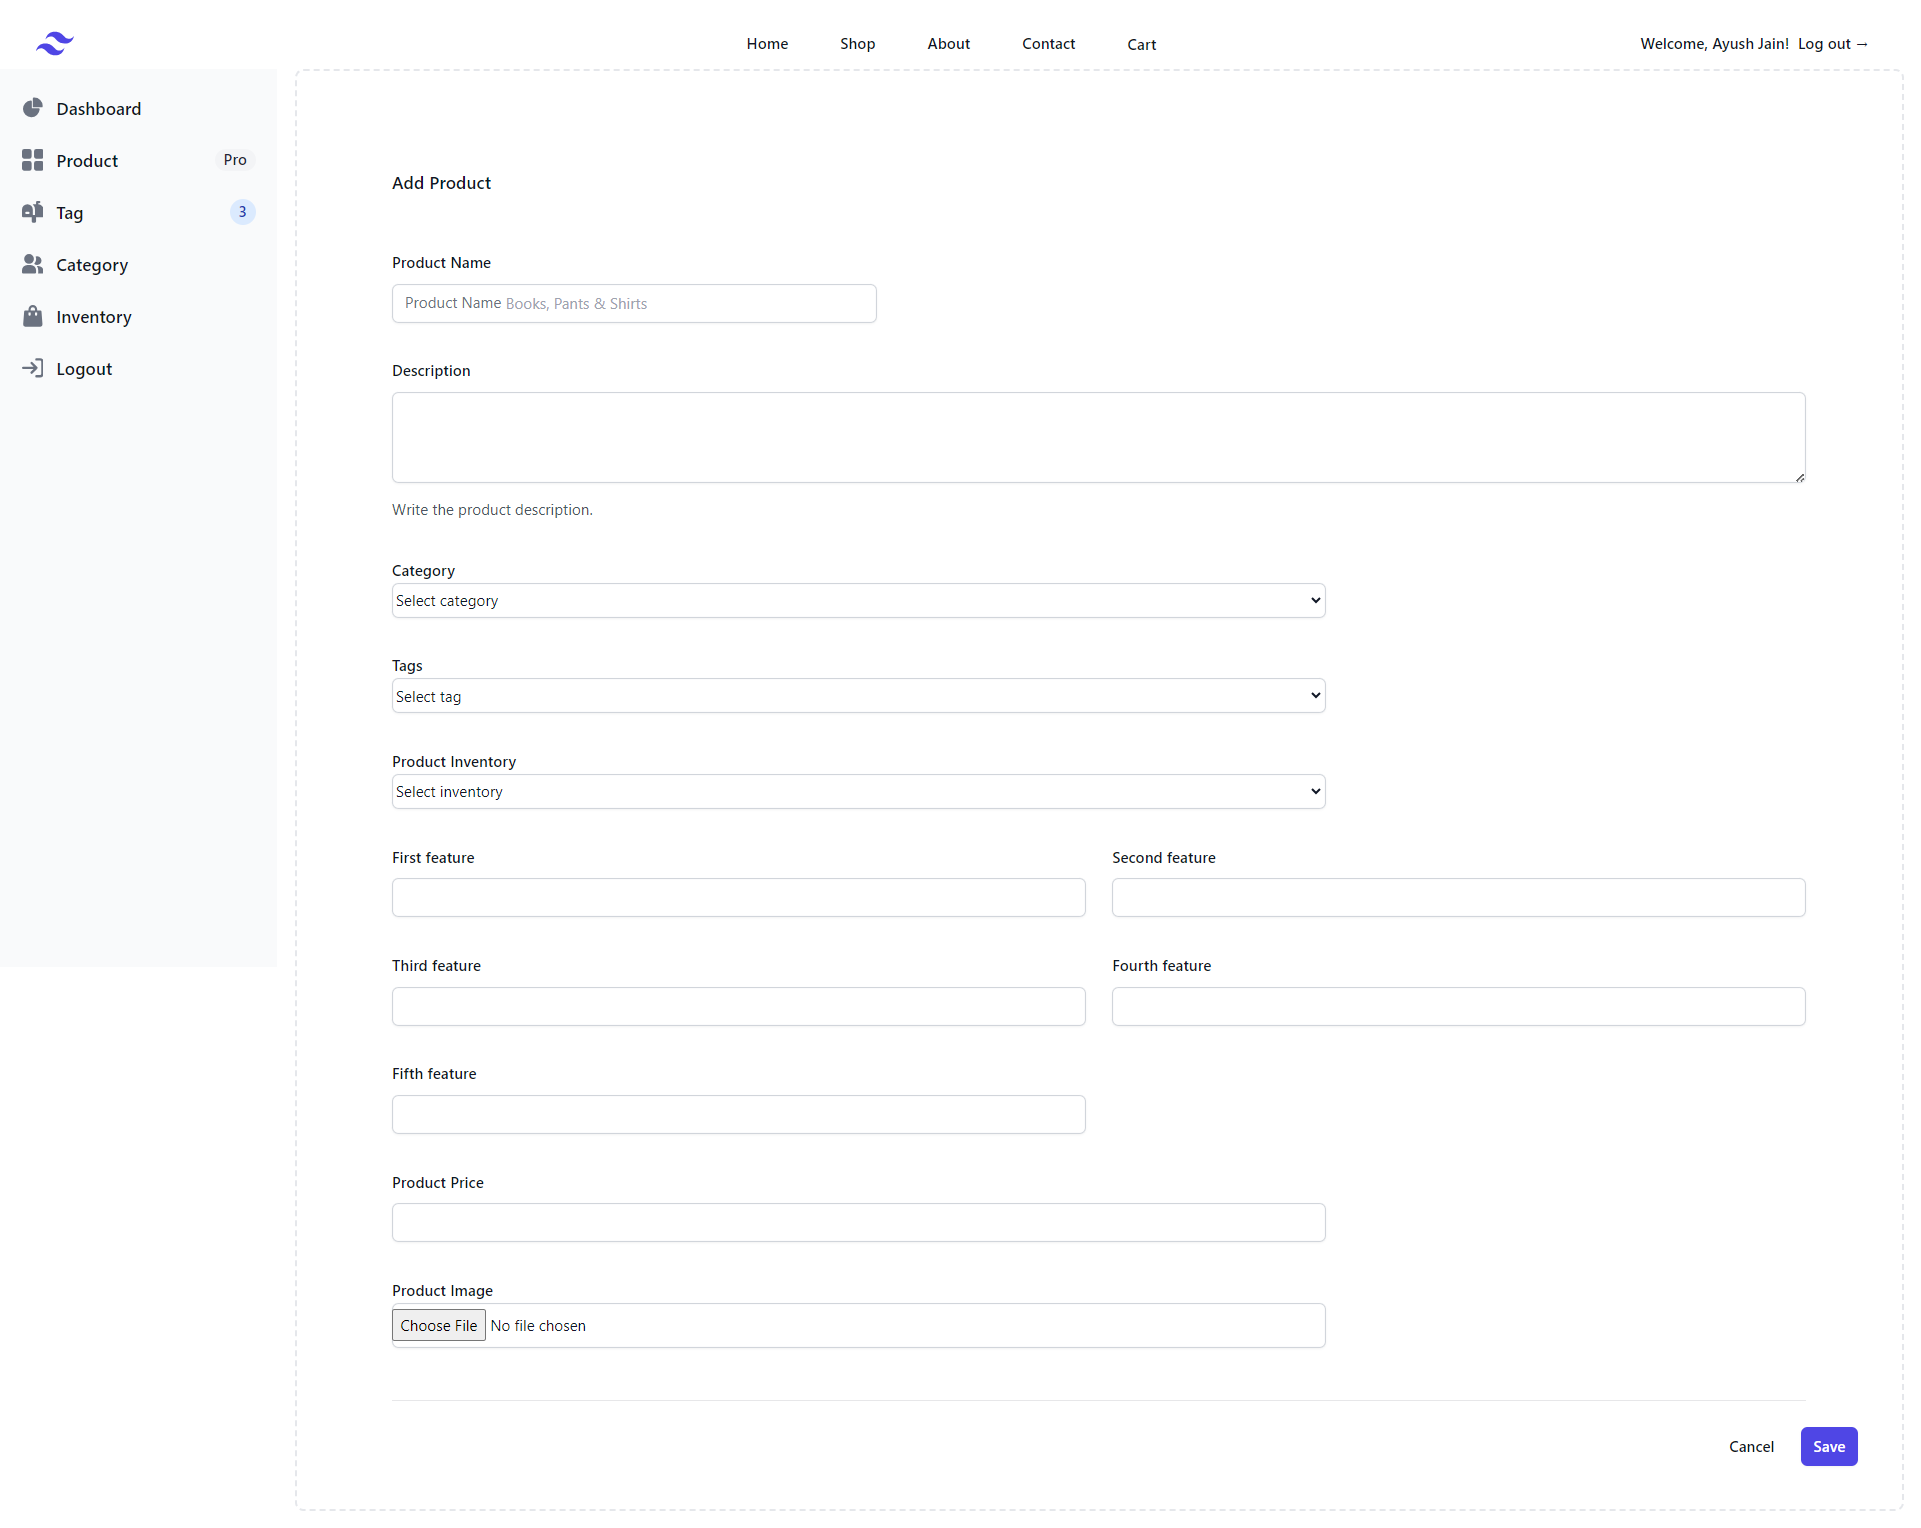 Home Shop About Contact Cart Welcome, Ayush Jain! Log out →
Dashboard
Product Pro
Tag 3
Category
Inventory
Logout
Add Product
Product Name
Product Name Books, Pants & Shirts
Description
Write the product description.
Category
Select category
Tags
Select tag
Product Inventory
Select inventory
First feature Second feature
Third feature Fourth feature
Fifth feature
Product Price
Product Image
Choose File No file chosen
Cancel Save